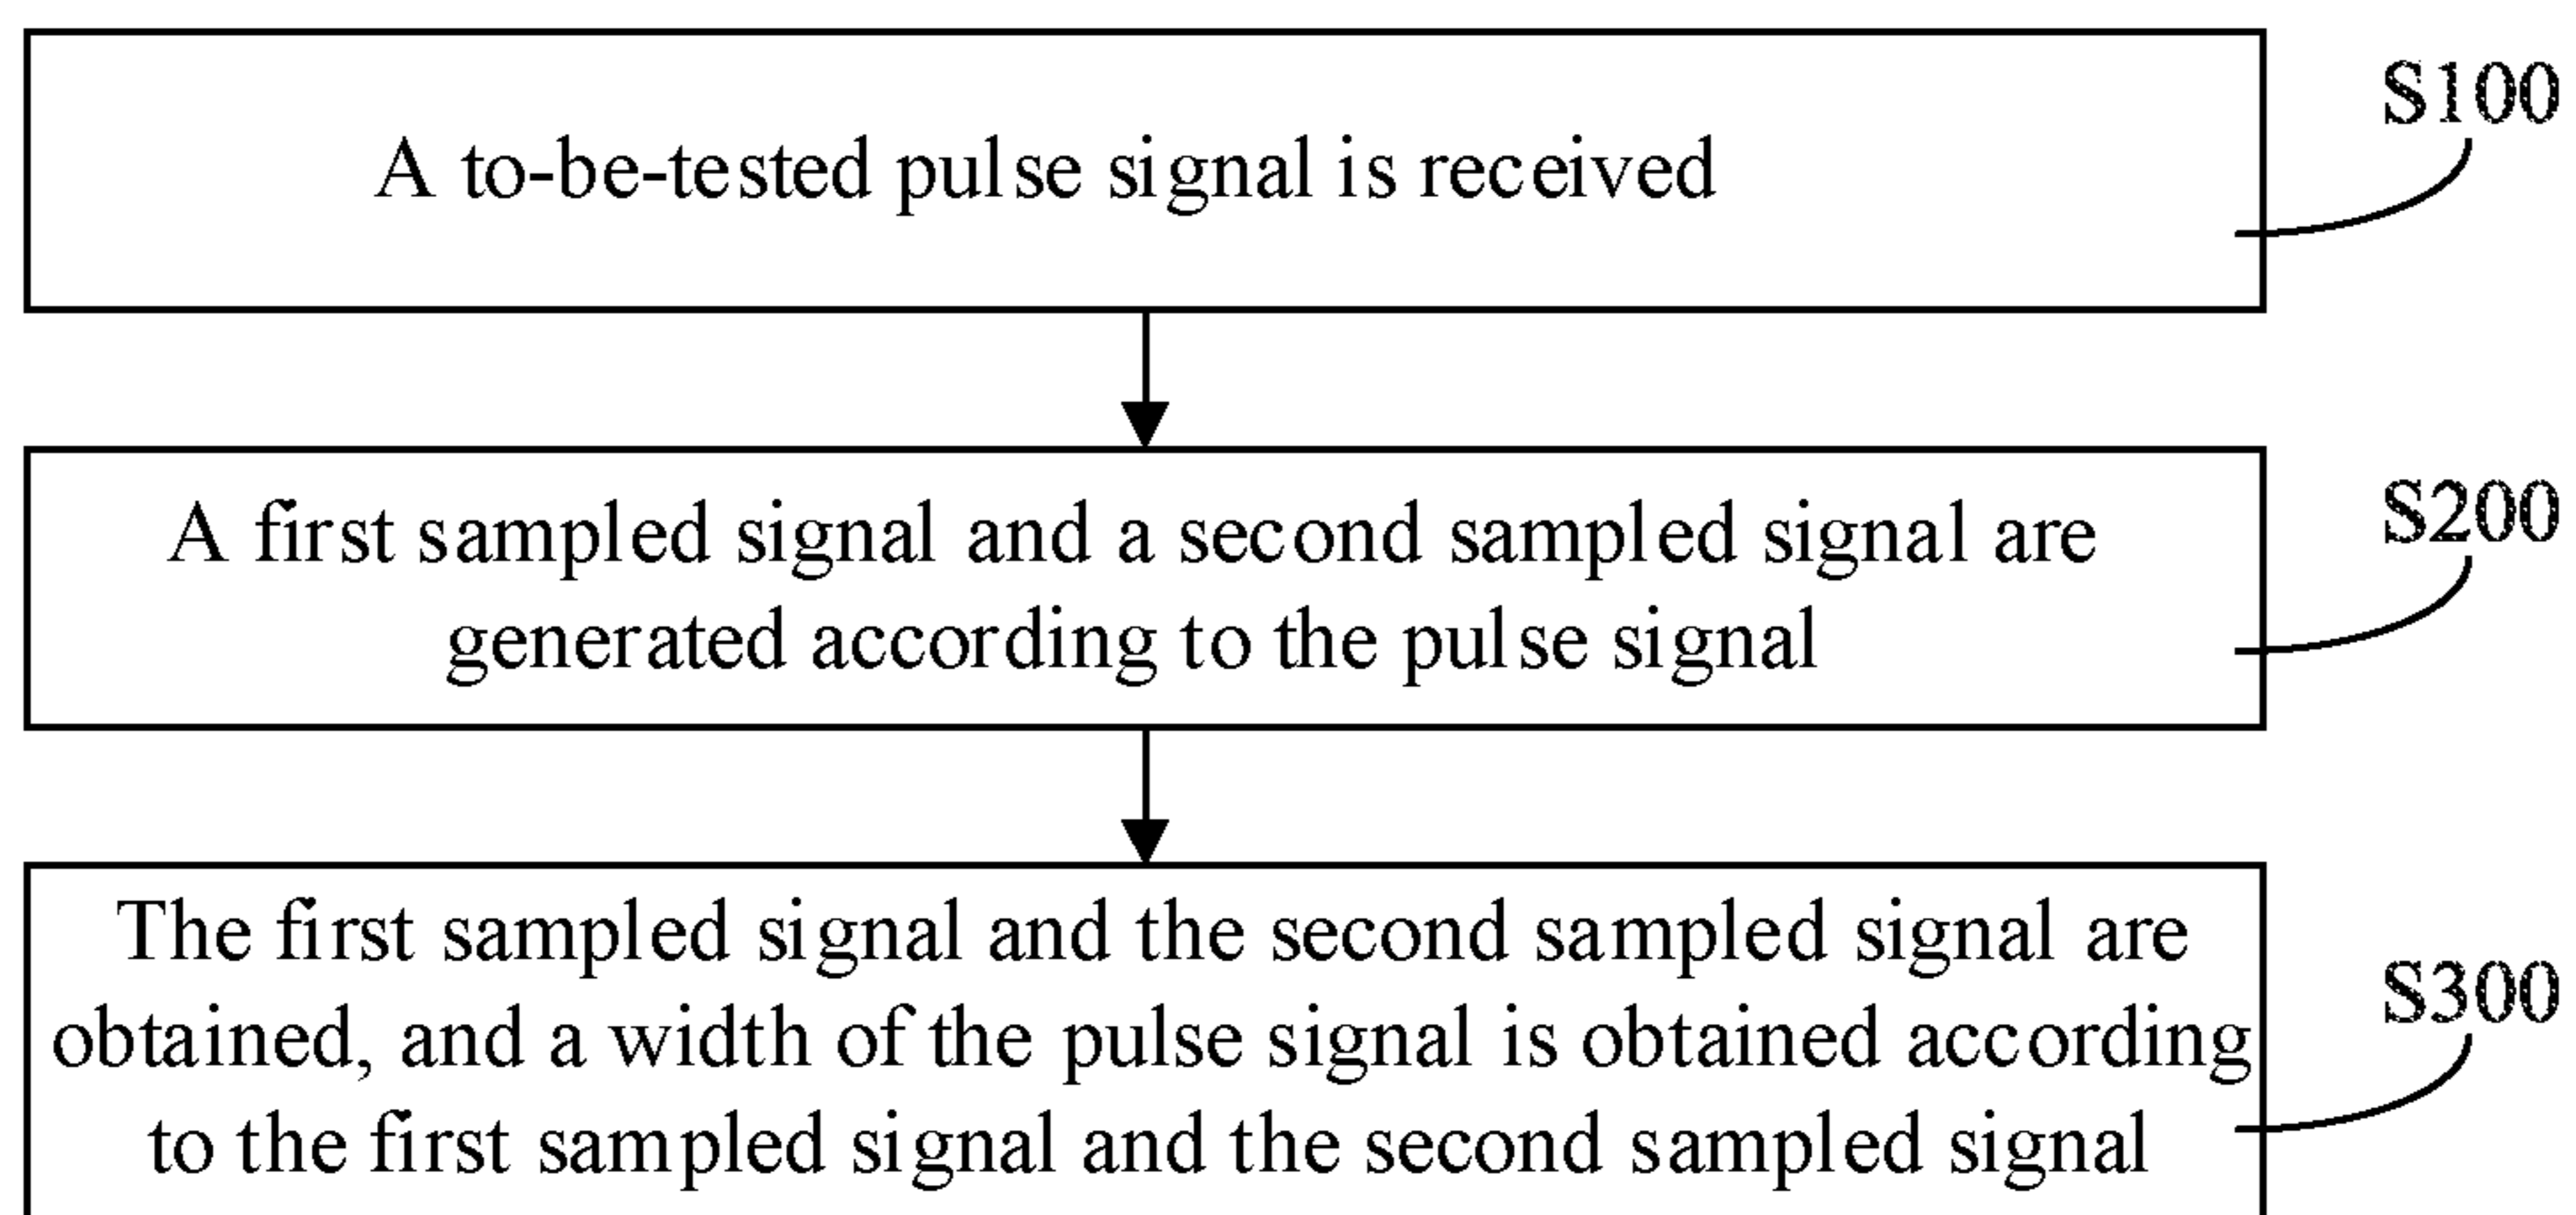 S100
A to-be-tested pulse signal is received
S200
A first sampled signal and a second sampled signal are
generated according to the pulse signal
The first sampled signal and the second sampled signal are
S300
obtained, and a width of the pulse signal is obtained according
to the first sampled signal and the second sampled signal